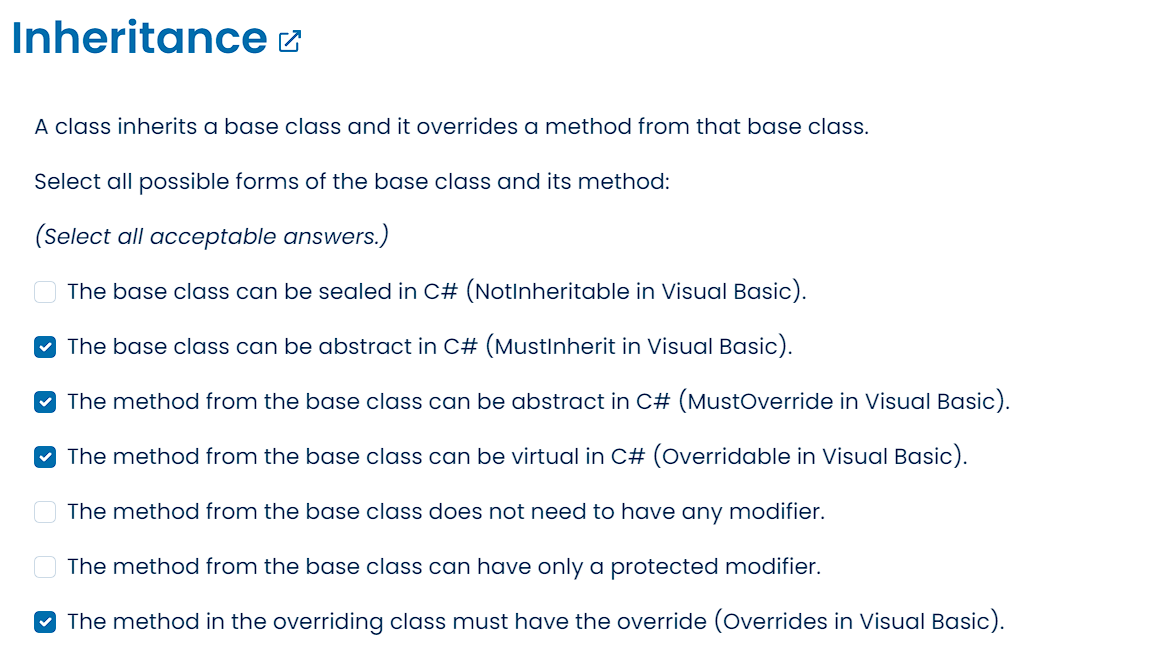 Inheritance
A class inherits a base class and it overrides a method from that base class.
Select all possible forms of the base class and its method:
(Select all acceptable answers.)
The base class can be sealed in C# (NotInheritable in Visual Basic).
The base class can be abstract in C# (MustInherit in Visual Basic).
The method from the base class can be abstract in C# (MustOverride in Visual Basic).
The method from the base class can be virtual in C# (Overridable in Visual Basic).
The method from the base class does not need to have any modifier.
The method from the base class can have only a protected modifier.
The method in the overriding class must have the override (Overrides in Visual Basic).